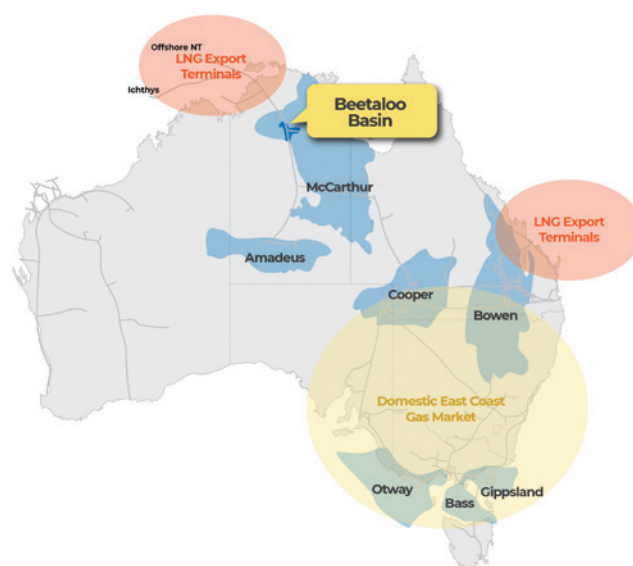 Offshore NT
LNG Export
Terminals
Ichthys
Beetaloo
Basin
McCarthur
LNG Export
Terminals
Amadeus
Cooper
Bowen
Domestic East Coast
Gas Market
Otway
Gippsland
Bass